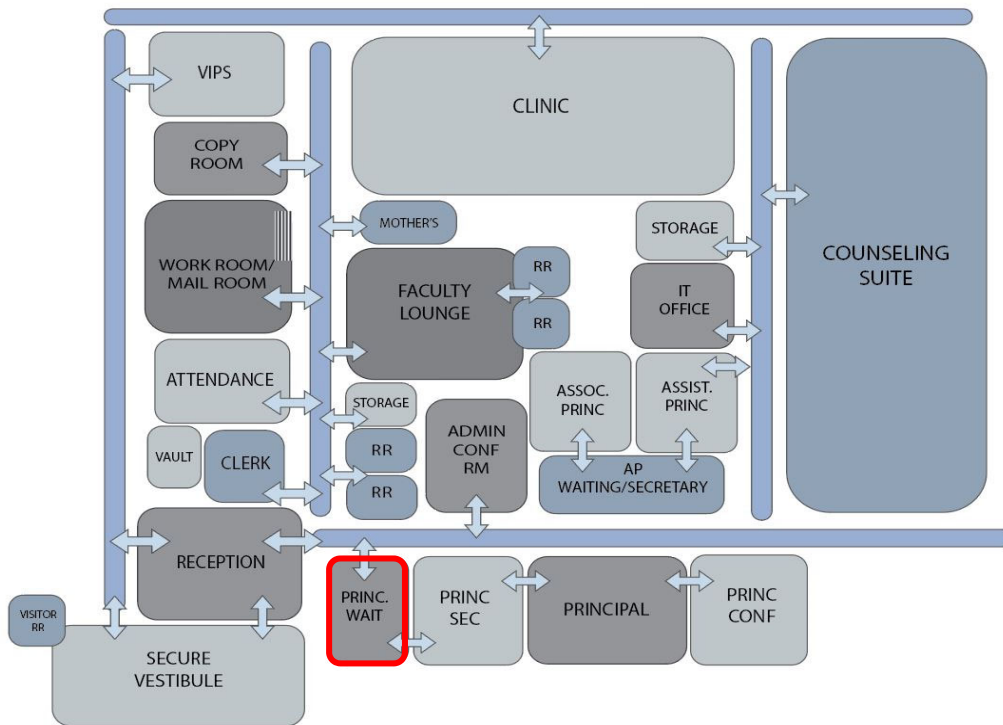 VIPS
CLINIC
COPY
ROOM
MOTHER'S
STORAGE
COUNSELING
SUITE
WORK ROOM/
MAIL ROOM
FACULTY
LOUNGE
RR
RR
IT
OFFICE
ATTENDANCE
STORAGE
ASSOC.
PRINC
ASSIST.
PRINC
VAULT
CLERK
RR
RR
ADMIN
CONF
RM
AP
WAITING/SECRETARY
RECEPTION
PRINC.
WAIT
PRINC
SEC
PRINCIPAL
PRINC
CONF
VISITOR
RR
SECURE
VESTIBULE